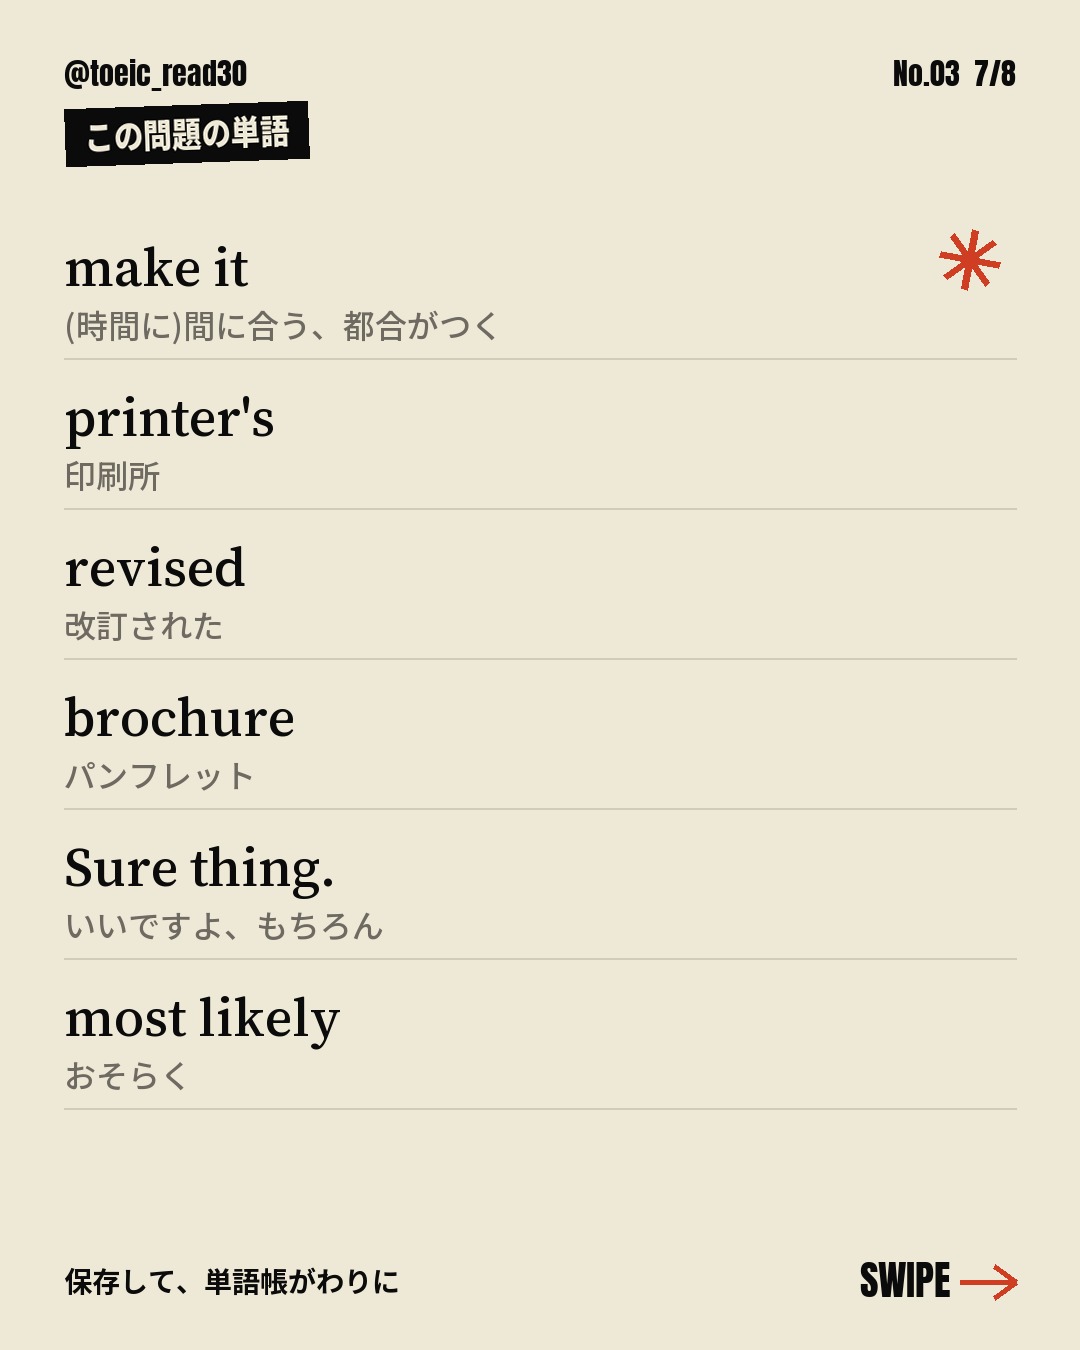 @toeic_read30
No.03 7/8
この問題の単語
make it
(時間に)間に合う、都合がつく
printer's
印刷所
revised
改訂された
brochure
パンフレット
Sure thing.
いいですよ、もちろん
most likely
おそらく
保存して、単語帳がわりに
SWIPE